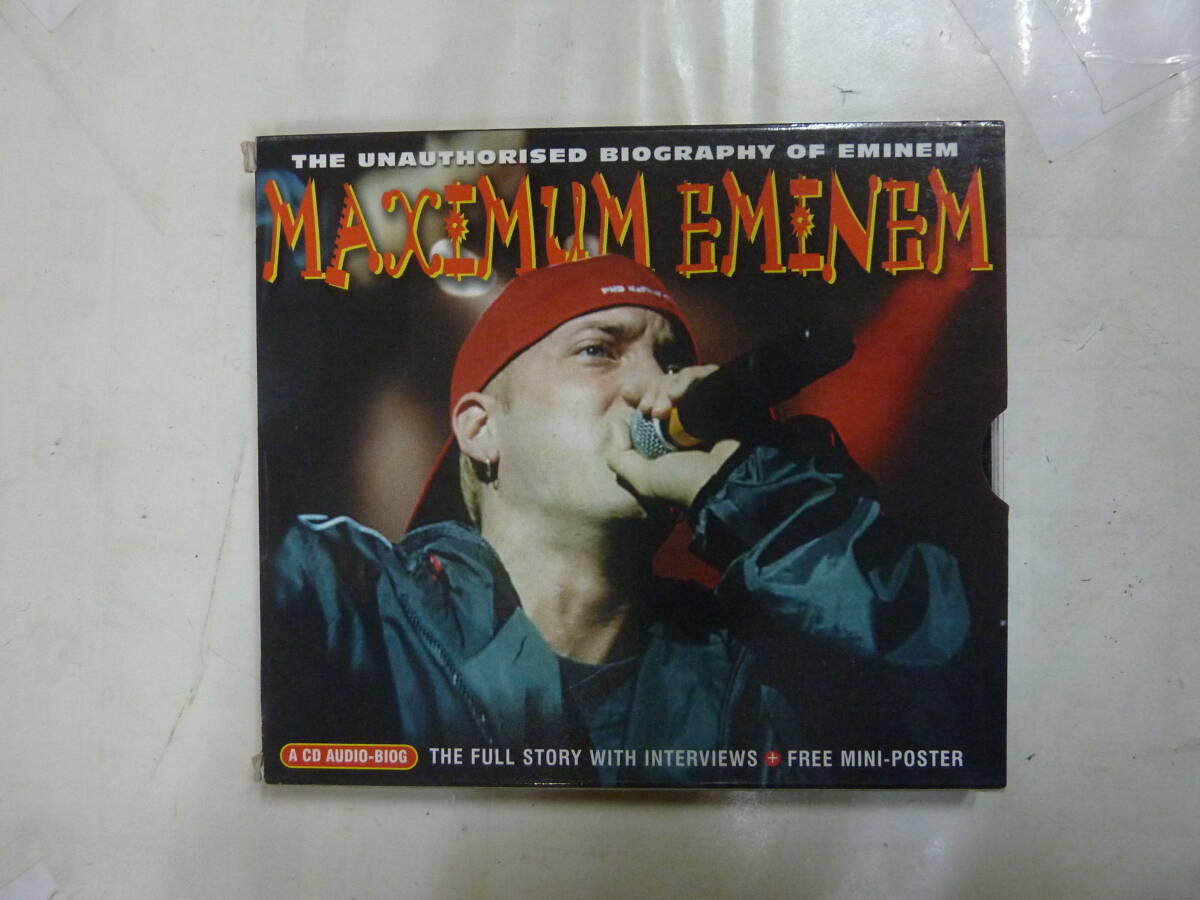 THE UNAUTHORISED BIOGRAPHY OF EMINEM
MAXIMUM EMINEM
A CD AUDIO-BIOG
THE FULL STORY WITH INTERVIEWS + FREE MINI-POSTER